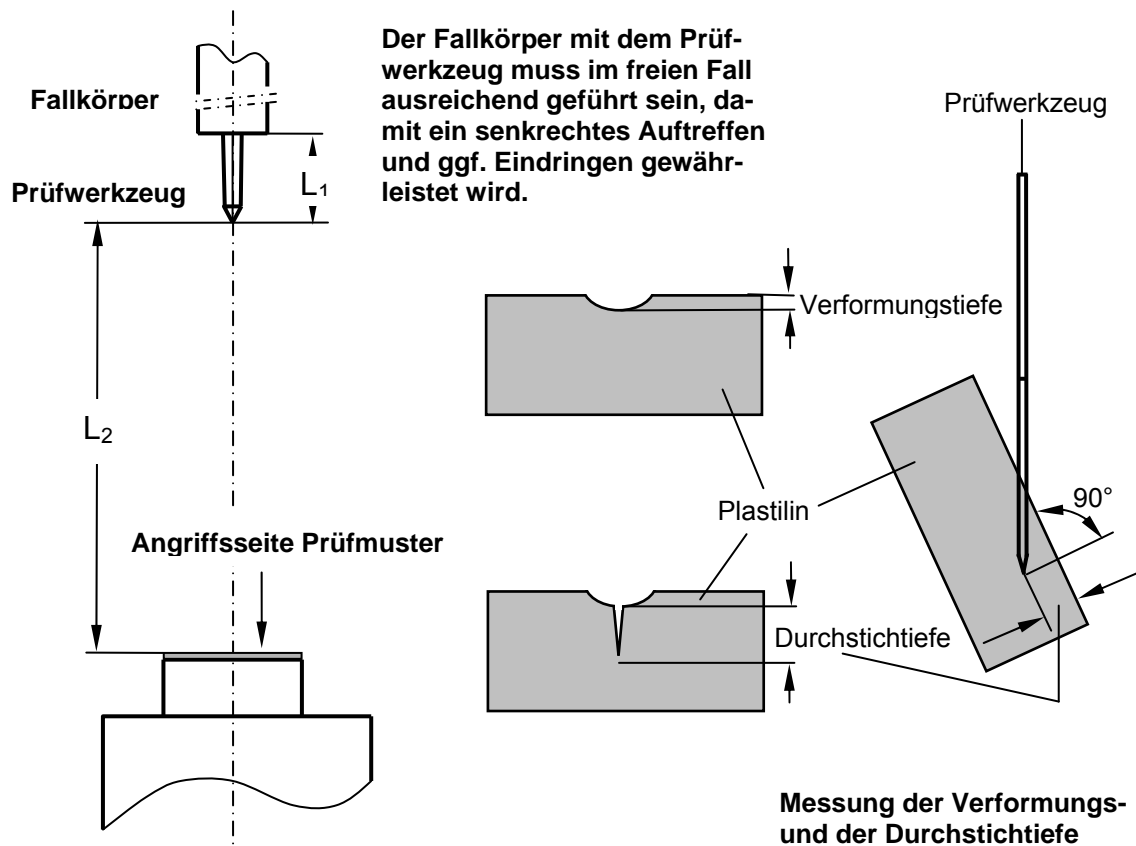 Der Fallkörper mit dem Prüf-
werkzeug muss im freien Fall
ausreichend geführt sein, da-
mit ein senkrechtes Auftreffen
und ggf. Eindringen gewähr-
leistet wird.
Fallkörper
Prüfwerkzeug
L1
Prüfwerkzeug
Verformungstiefe
L2
90°
Plastilin
Angriffsseite Prüfmuster
Durchstichtiefe
Messung der Verformungs-
und der Durchstichtiefe